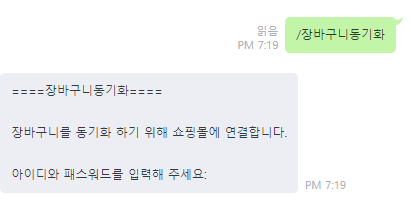 읽음
PM 7:19
/장바구니동기화
====장바구니동기화====
장바구니를 동기화 하기 위해 쇼핑몰에 연결합니다.
아이디와 패스워드를 입력해 주세요:
PM 7:19